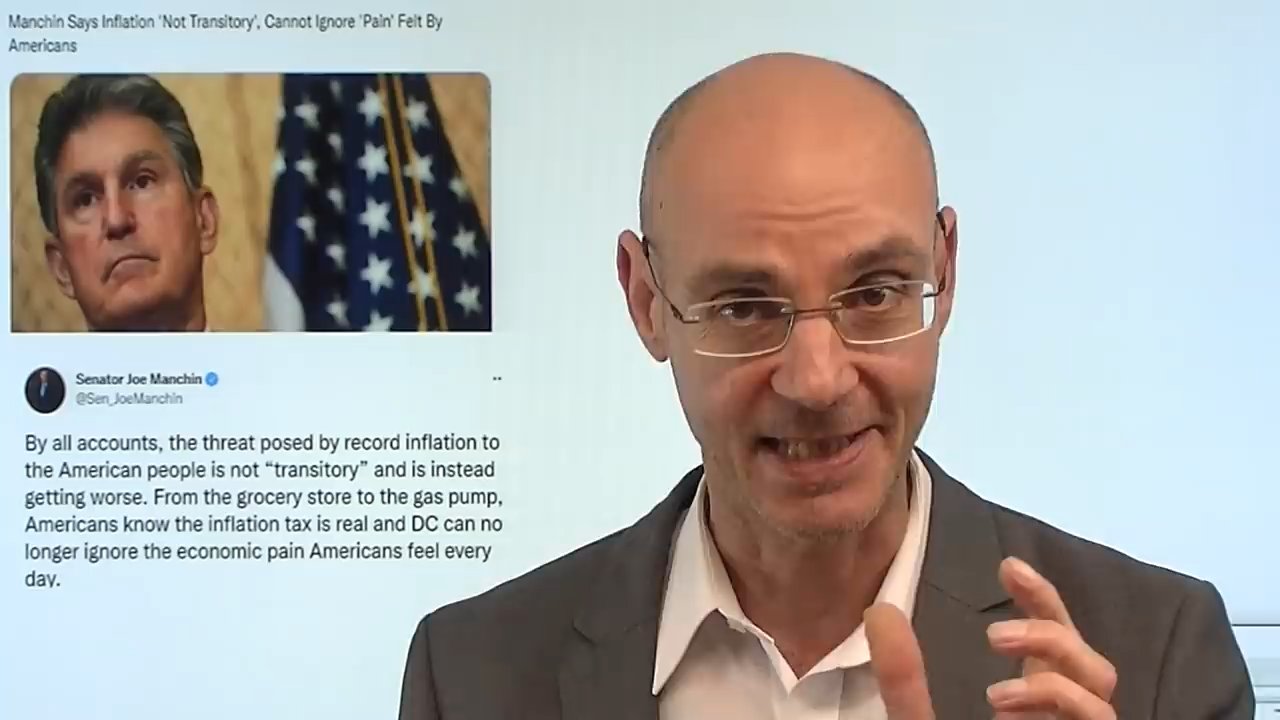 Manchin Says Inflation 'Not Transitory', Cannot Ignore 'Pain' Felt By
Americans
Senator Joe Manchin
@Sen_JoeManchin
By all accounts, the threat posed by record inflation to
the American people is not “transitory” and is instead
getting worse. From the grocery store to the gas pump,
Americans know the inflation tax is real and DC can no
longer ignore the economic pain Americans feel every
day.